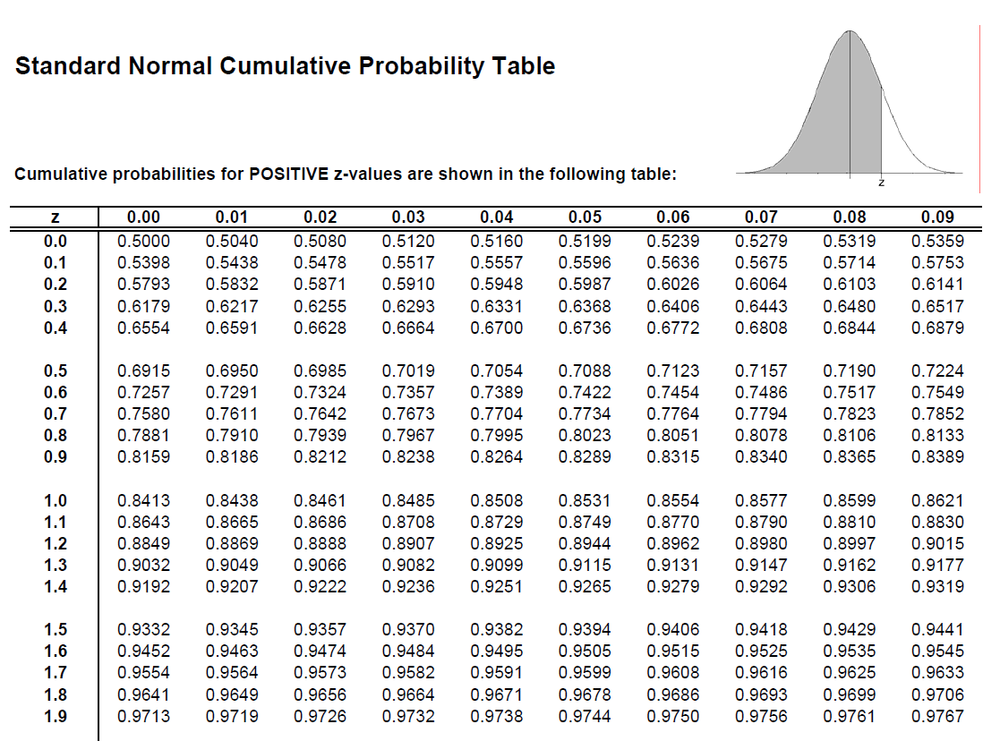 Standard Normal Cumulative Probability Table
z
Cumulative probabilities for POSITIVE z-values are shown in the following table:
z 0.00 0.01 0.02 0.03 0.04 0.05 0.06 0.07 0.08 0.09
0.0 0.5000 0.5040 0.5080 0.5120 0.5160 0.5199 0.5239 0.5279 0.5319 0.5359
0.1 0.5398 0.5438 0.5478 0.5517 0.5557 0.5596 0.5636 0.5675 0.5714 0.5753
0.2 0.5793 0.5832 0.5871 0.5910 0.5948 0.5987 0.6026 0.6064 0.6103 0.6141
0.3 0.6179 0.6217 0.6255 0.6293 0.6331 0.6368 0.6406 0.6443 0.6480 0.6517
0.4 0.6554 0.6591 0.6628 0.6664 0.6700 0.6736 0.6772 0.6808 0.6844 0.6879
0.5 0.6915 0.6950 0.6985 0.7019 0.7054 0.7088 0.7123 0.7157 0.7190 0.7224
0.6 0.7257 0.7291 0.7324 0.7357 0.7389 0.7422 0.7454 0.7486 0.7517 0.7549
0.7 0.7580 0.7611 0.7642 0.7673 0.7704 0.7734 0.7764 0.7794 0.7823 0.7852
0.8 0.7881 0.7910 0.7939 0.7967 0.7995 0.8023 0.8051 0.8078 0.8106 0.8133
0.9 0.8159 0.8186 0.8212 0.8238 0.8264 0.8289 0.8315 0.8340 0.8365 0.8389
1.0 0.8413 0.8438 0.8461 0.8485 0.8508 0.8531 0.8554 0.8577 0.8599 0.8621
1.1 0.8643 0.8665 0.8686 0.8708 0.8729 0.8749 0.8770 0.8790 0.8810 0.8830
1.2 0.8849 0.8869 0.8888 0.8907 0.8925 0.8944 0.8962 0.8980 0.8997 0.9015
1.3 0.9032 0.9049 0.9066 0.9082 0.9099 0.9115 0.9131 0.9147 0.9162 0.9177
1.4 0.9192 0.9207 0.9222 0.9236 0.9251 0.9265 0.9279 0.9292 0.9306 0.9319
1.5 0.9332 0.9345 0.9357 0.9370 0.9382 0.9394 0.9406 0.9418 0.9429 0.9441
1.6 0.9452 0.9463 0.9474 0.9484 0.9495 0.9505 0.9515 0.9525 0.9535 0.9545
1.7 0.9554 0.9564 0.9573 0.9582 0.9591 0.9599 0.9608 0.9616 0.9625 0.9633
1.8 0.9641 0.9649 0.9656 0.9664 0.9671 0.9678 0.9686 0.9693 0.9699 0.9706
1.9 0.9713 0.9719 0.9726 0.9732 0.9738 0.9744 0.9750 0.9756 0.9761 0.9767